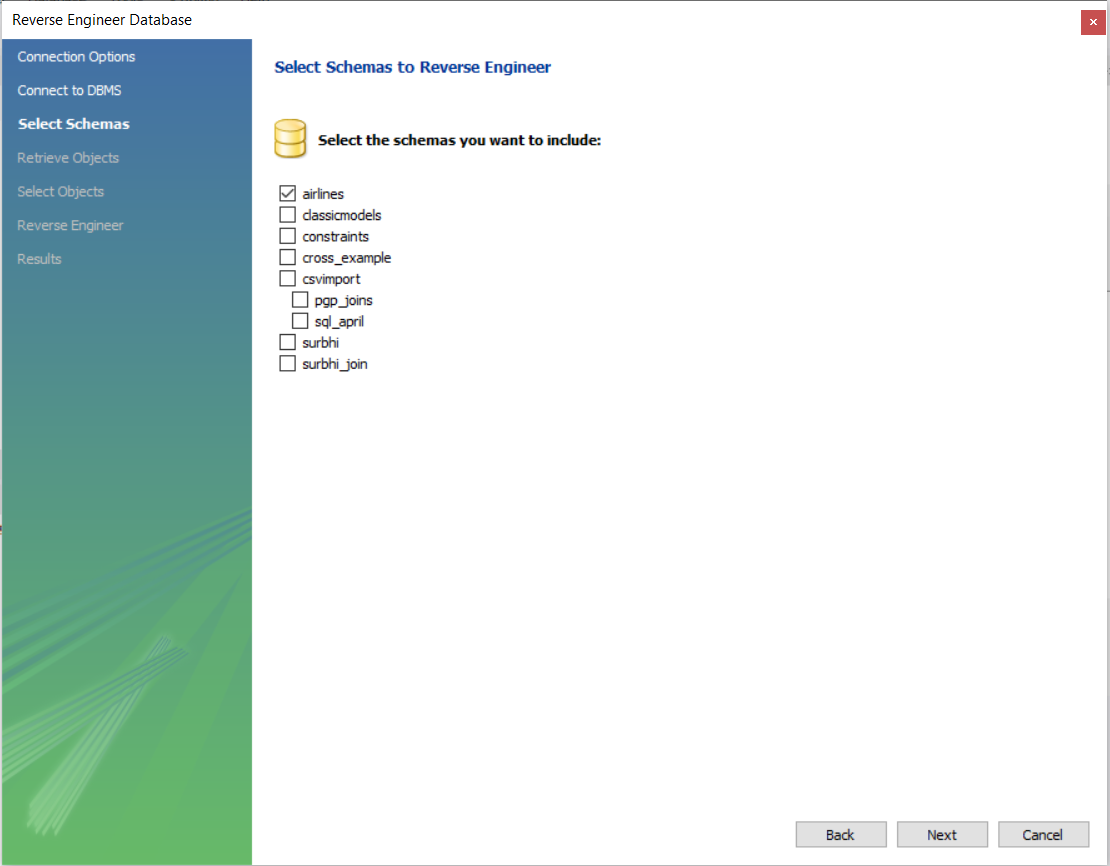 Reverse Engineer Database
Connection Options
Connect to DBMS
Select Schemas
Retrieve Objects
Select Objects
Reverse Engineer
Results
Select Schemas to Reverse Engineer
Select the schemas you want to include:
airlines
classicmodels
constraints
cross_example
csvimport
pgp_joins
sql_april
surbhi
surbhi_join
Back Next Cancel